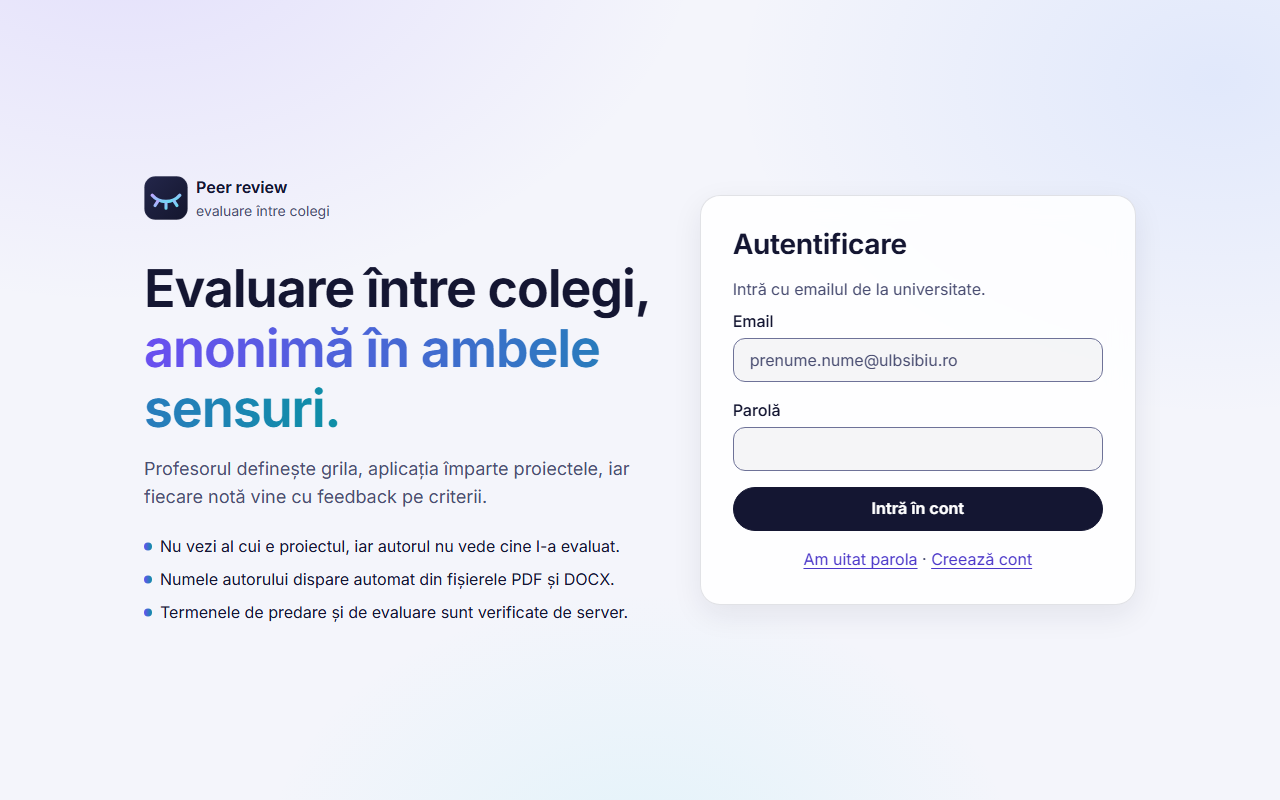 Peer review
evaluare între colegi
Evaluare între colegi,
anonimă în ambele
sensuri.
Profesorul definește grila, aplicația împarte proiectele, iar
fiecare notă vine cu feedback pe criterii.
Nu vezi al cui e proiectul, iar autorul nu vede cine l-a evaluat.
Numele autorului dispare automat din fișierele PDF și DOCX.
Termenele de predare și de evaluare sunt verificate de server.
Autentificare
Intră cu emailul de la universitate.
Email
prenume.nume@ulbsibiu.ro
Parolă
Intră în cont
Am uitat parola · Creează cont